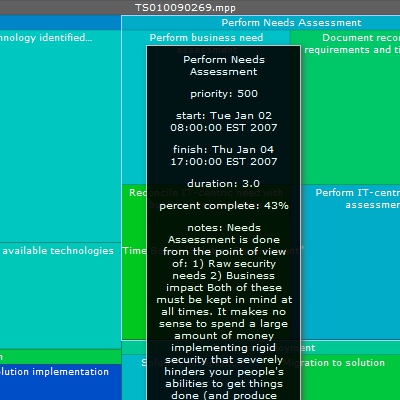 TS010090269.mpp
Perform Needs Assessment
hnology identified...
Perform business need
Document reco
requirements and ti
Perform Needs
Assessment
priority: 500
start: Tue Jan 02
08:00:00 EST 2007
finish: Thu Jan 04
17:00:00 EST 2007
duration: 3.0
percent complete: 43%
notes: Needs
Assessment is done
from the point of view
of: 1) Raw security
needs 2) Business
impact Both of these
must be kept in mind at
all times. It makes no
sense to spend a large
amount of money
implementing rigid
security that severely
hinders your people's
abilities to get things
done (and produce
Perform IT-centr
assessmer
available technologies
Time
yment
igration to solution
lution implementation